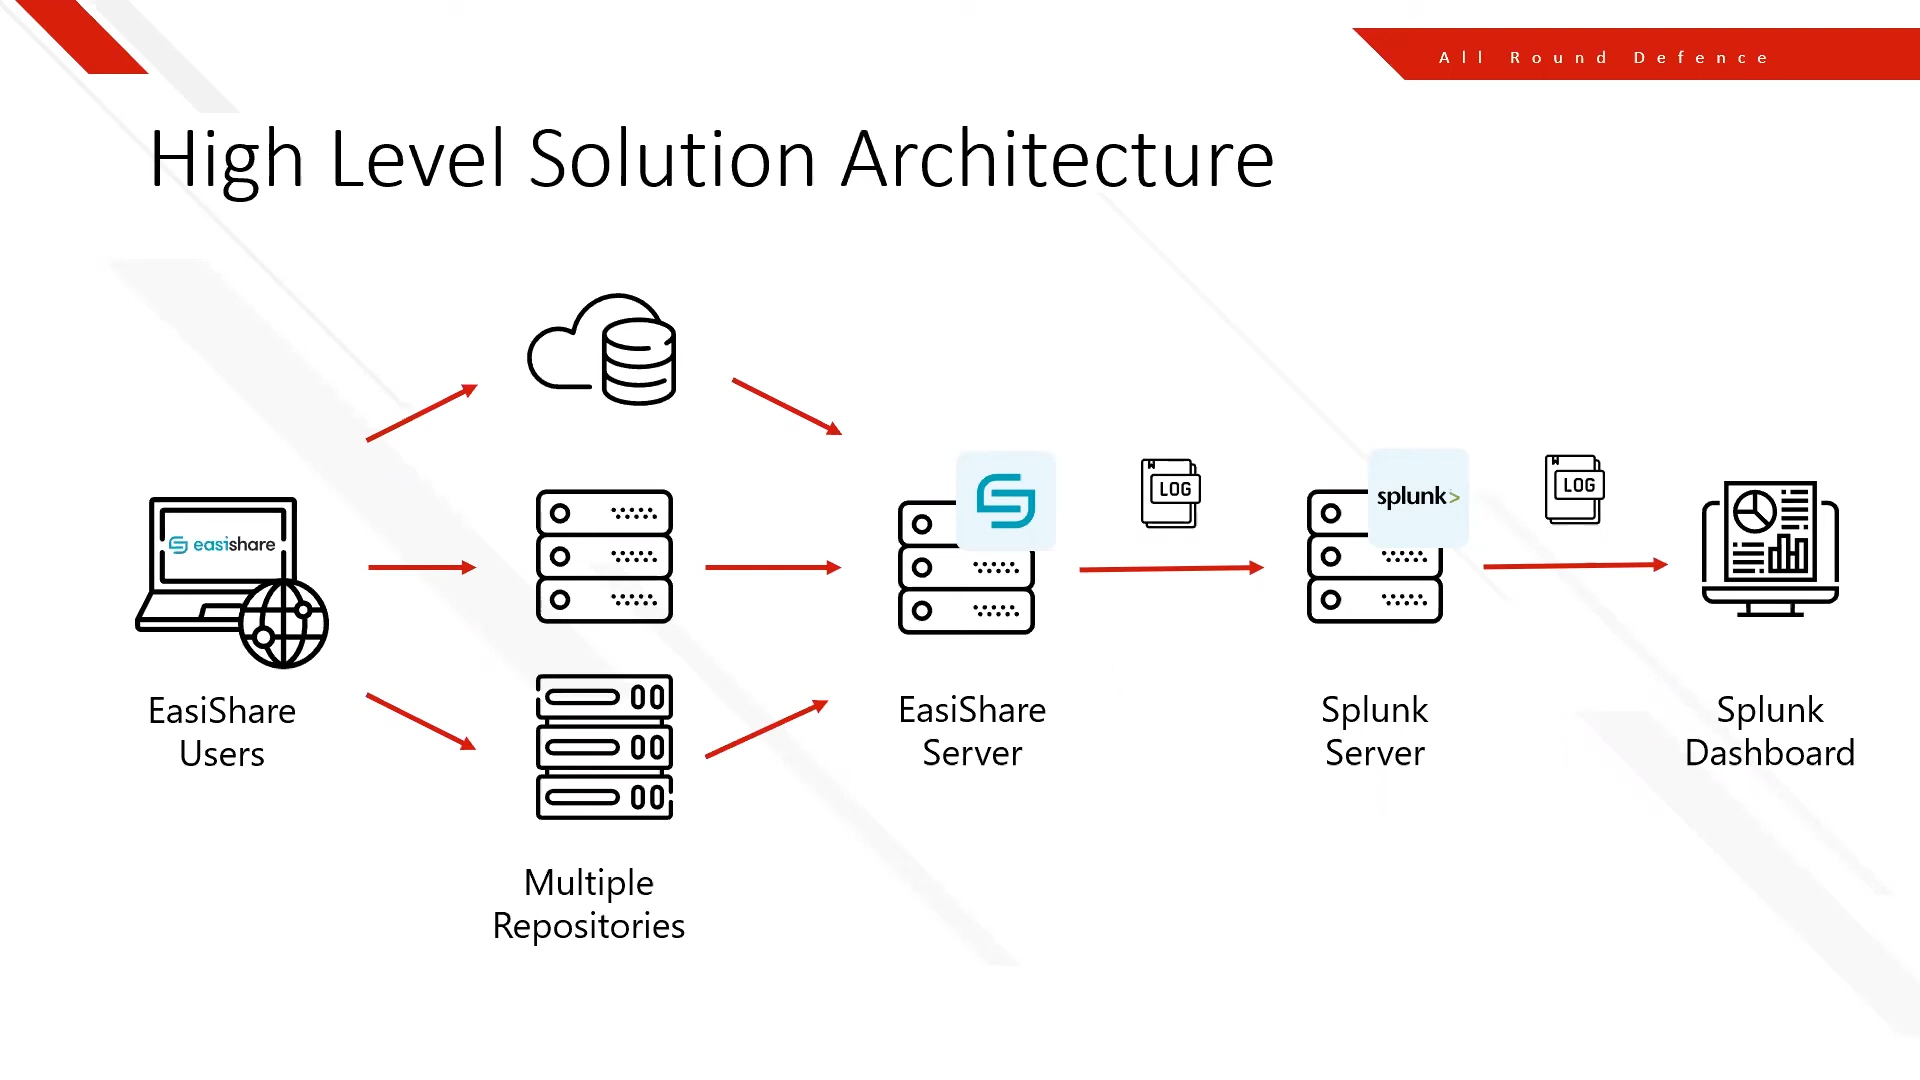 All Round Defence
High Level Solution Architecture
easishare
LOG
splunk>
LOG
EasiShare
Users
EasiShare
Server
Splunk
Server
Splunk
Dashboard
Multiple
Repositories